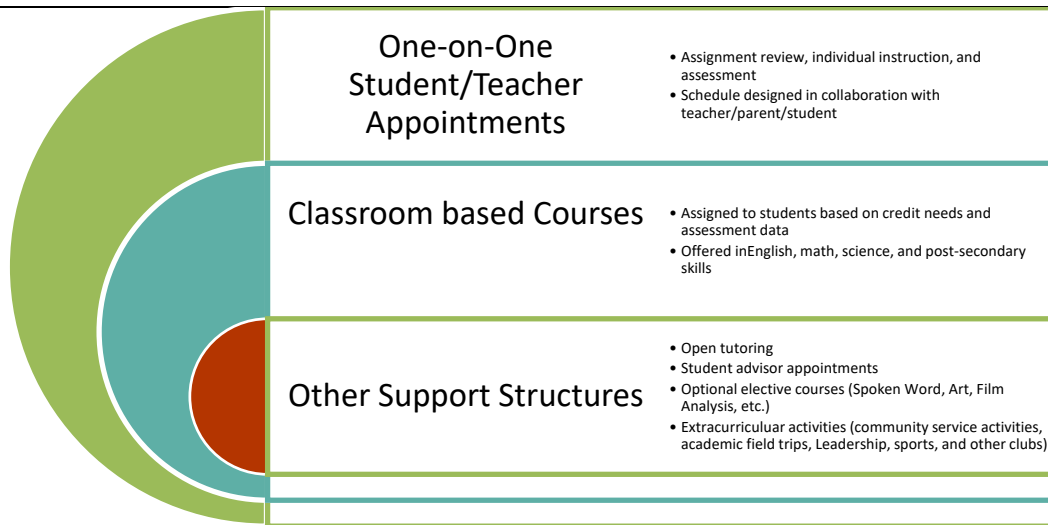 One-on-One
Student/Teacher
Appointments
• Assignment review, individual instruction, and
assessment
• Schedule designed in collaboration with
teacher/parent/student
Classroom based Courses
• Assigned to students based on credit needs and
assessment data
• Offered inEnglish, math, science, and post-secondary
skills
Other Support Structures
• Open tutoring
• Student advisor appointments
• Optional elective courses (Spoken Word, Art, Film
Analysis, etc.)
• Extracurriculuar activities (community service activities,
academic field trips, Leadership, sports, and other clubs)